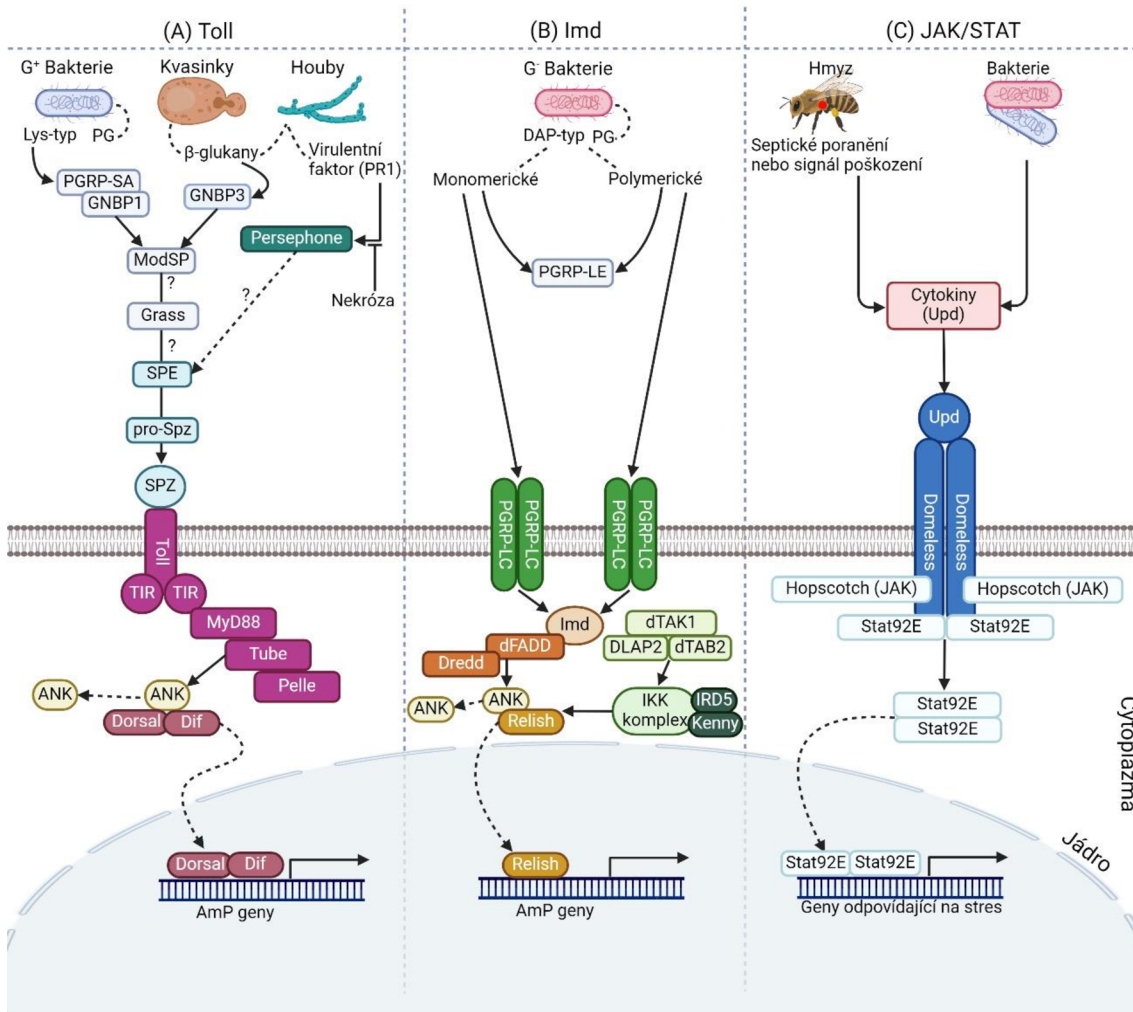 (A) Toll
G⁺ Bakterie
Kvasinky
Houby
Lys-typ
PG
β-glukany
Virulentní
faktor (PR1)
PGRP-SA
GNBP1
GNBP3
Persephone
ModSP
?
?
Nekróza
Grass
?
SPE
pro-Spz
SPZ
Toll
TIR
TIR
MyD88
Tube
Pelle
ANK
ANK
Dorsal
Dif
Dorsal
Dif
AmP geny
(B) Imd
G⁻ Bakterie
DAP-typ
PG
Monomerické
Polymerické
PGRP-LE
PGRP-LC
PGRP-LC
PGRP-LC
PGRP-LC
Imd
dFADD
Dredd
dTAK1
DLAP2
dTAB2
ANK
ANK
Relish
IKK
komplex
IRD5
Kenny
Relish
AmP geny
(C) JAK/STAT
Hmyz
Bakterie
Septické poranění
nebo signál poškození
Cytokiny
(Upd)
Upd
Domeless
Domeless
Hopscotch (JAK)
Hopscotch (JAK)
Stat92E
Stat92E
Stat92E
Stat92E
Stat92E
Stat92E
Geny odpovídající na stres
Cytoplazma
Jádro